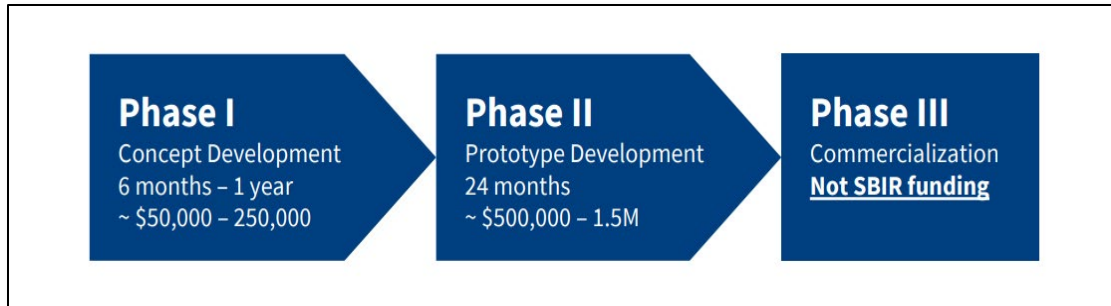 Phase I
Concept Development
6 months – 1 year
~ $50,000 – 250,000
Phase II
Prototype Development
24 months
~ $500,000 – 1.5M
Phase III
Commercialization
Not SBIR funding